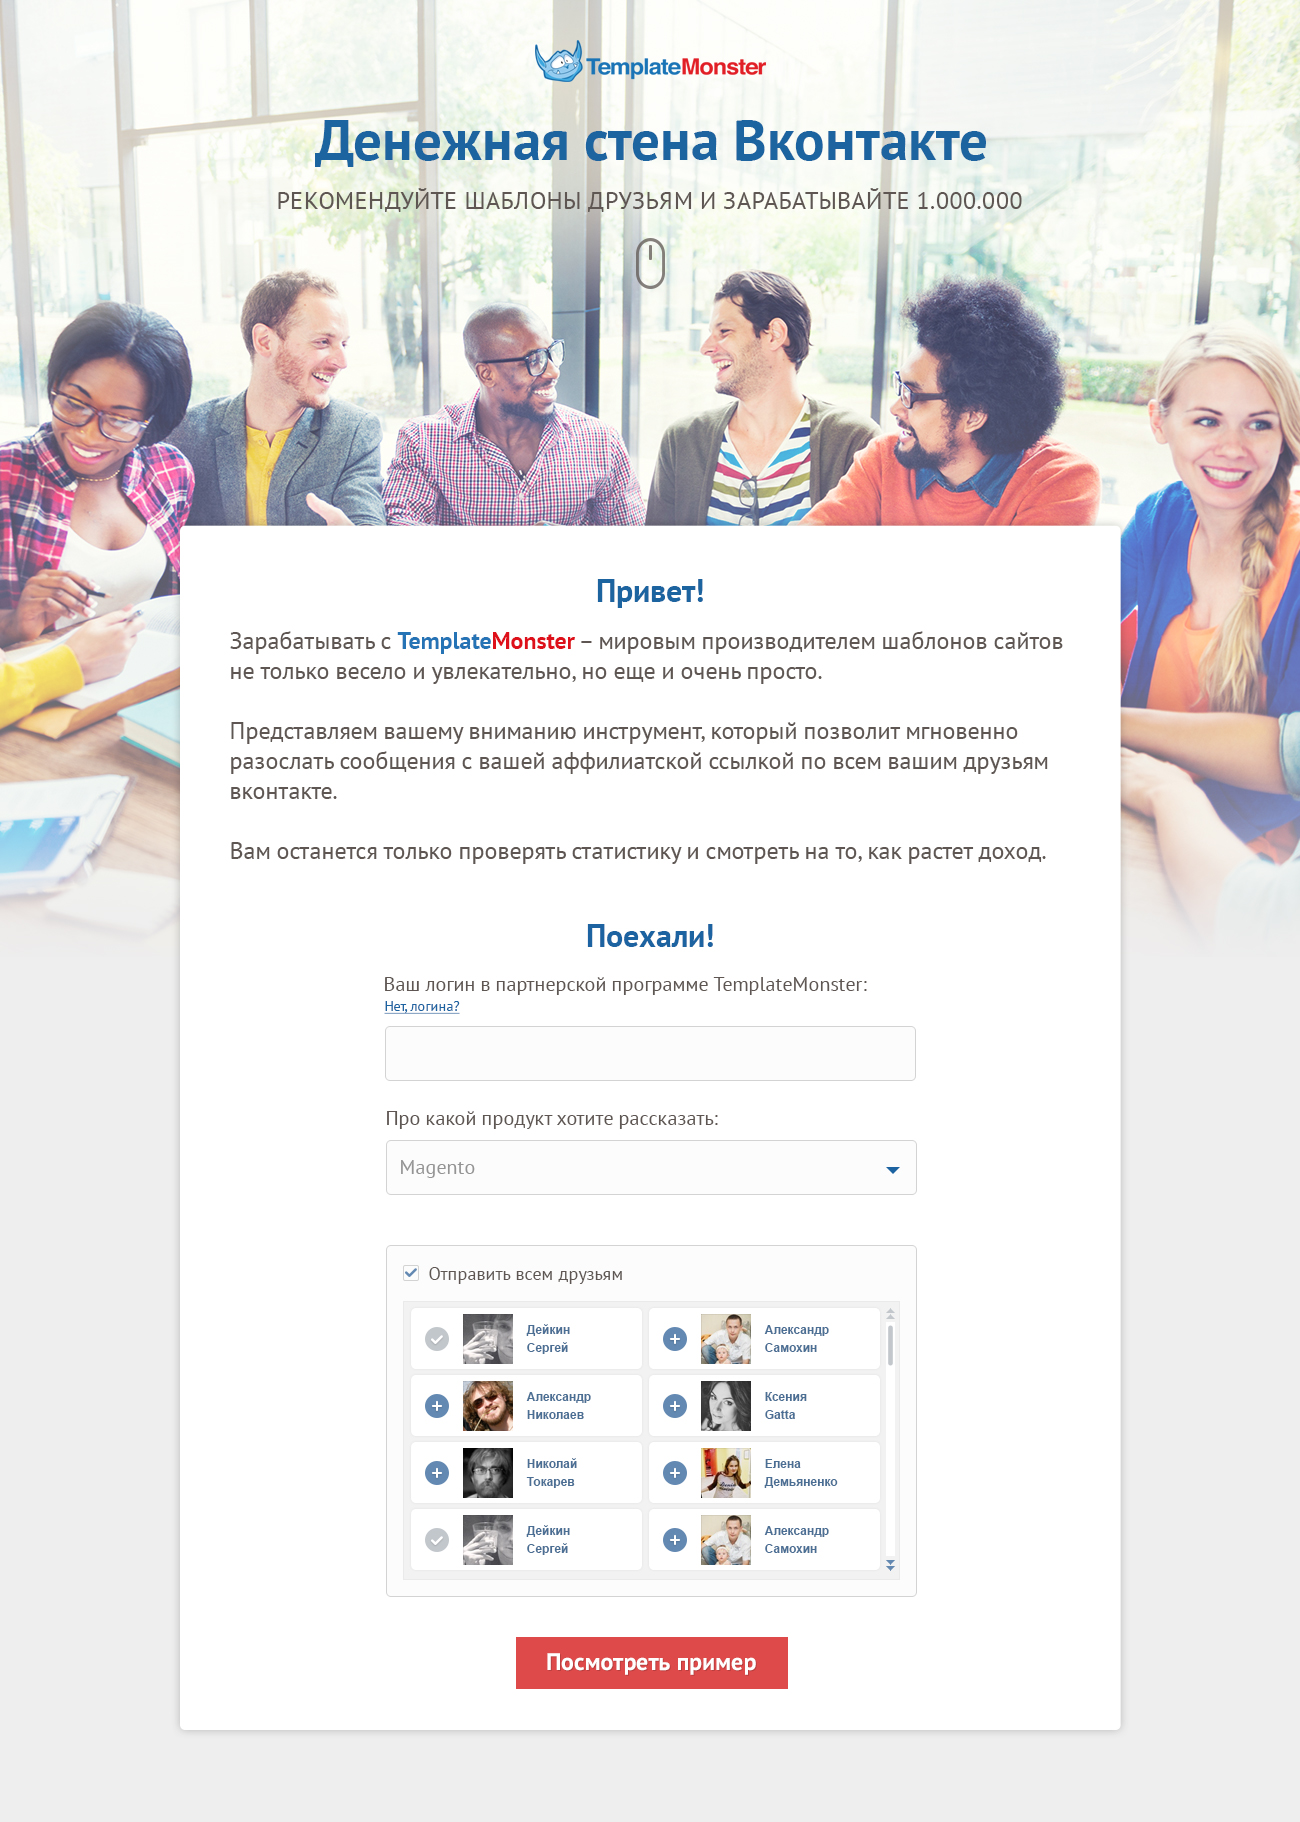 TemplateMonster
Денежная стена Вконтакте
РЕКОМЕНДУЙТЕ ШАБЛОНЫ ДРУЗЬЯМ И ЗАРАБАТЫВАЙТЕ 1.000.000
Привет!
Зарабатывать с TemplateMonster – мировым производителем шаблонов сайтов
не только весело и увлекательно, но еще и очень просто.
Представляем вашему вниманию инструмент, который позволит мгновенно
разослать сообщения с вашей аффилиатской ссылкой по всем вашим друзьям
вконтакте.
Вам останется только проверять статистику и смотреть на то, как растет доход.
Поехали!
Ваш логин в партнерской программе TemplateMonster:
Нет, логина?
Про какой продукт хотите рассказать:
Magento
Отправить всем друзьям
Дейкин
Сергей
Александр
Самохин
Александр
Николаев
Ксения
Gatta
Николай
Токарев
Елена
Демьяненко
Дейкин
Сергей
Александр
Самохин
Посмотреть пример